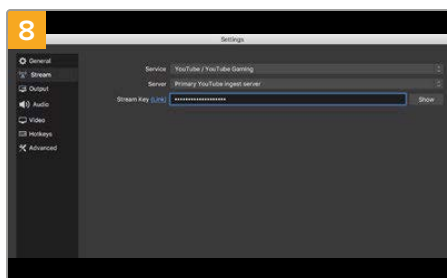 8
Settings
General
Stream
Output
Audio
Video
Hotkeys
Advanced
Service YouTube / YouTube Gaming
Server Primary YouTube ingest server
Stream Key (Link) •••••••••••••••••••• Show